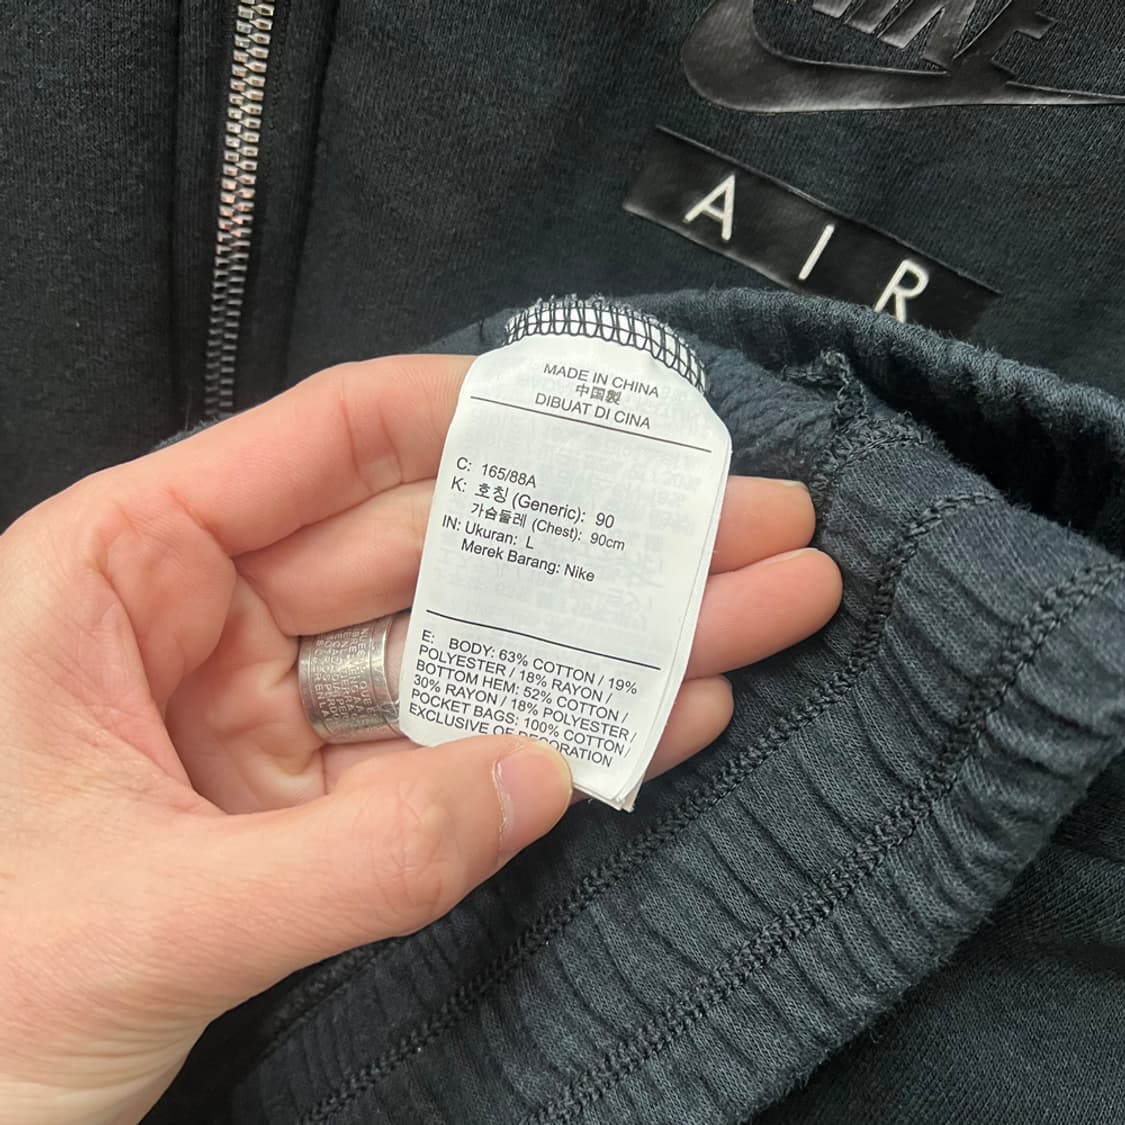 NIKE
AIR
MADE IN CHINA
中国製
DIBUAT DI CINA
C: 165/88A
K: 호칭 (Generic): 90
가슴둘레 (Chest): 90cm
IN: Ukuran: L
Merek Barang: Nike
E: BODY: 63% COTTON / 19%
POLYESTER / 18% RAYON /
BOTTOM HEM: 52% COTTON /
30% RAYON / 18% POLYESTER /
POCKET BAGS: 100% COTTON/
EXCLUSIVE OF DECORATION